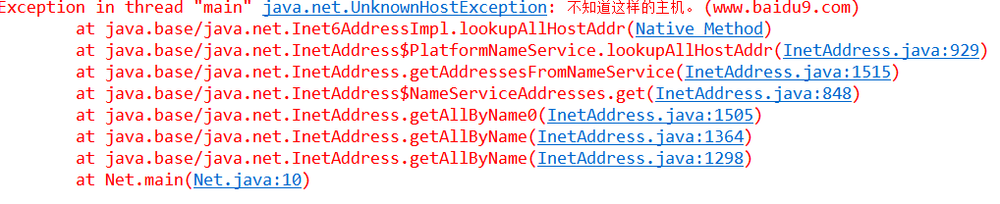 Exception in thread "main" java.net.UnknownHostException: 不知道这样的主机。 (www.baidu9.com)
at java.base/java.net.Inet6AddressImpl.lookupAllHostAddr(Native Method)
at java.base/java.net.InetAddress$PlatformNameService.lookupAllHostAddr(InetAddress.java:929)
at java.base/java.net.InetAddress.getAddressesFromNameService(InetAddress.java:1515)
at java.base/java.net.InetAddress$NameServiceAddresses.get(InetAddress.java:848)
at java.base/java.net.InetAddress.getAllByName0(InetAddress.java:1505)
at java.base/java.net.InetAddress.getAllByName(InetAddress.java:1364)
at java.base/java.net.InetAddress.getAllByName(InetAddress.java:1298)
at Net.main(Net.java:10)